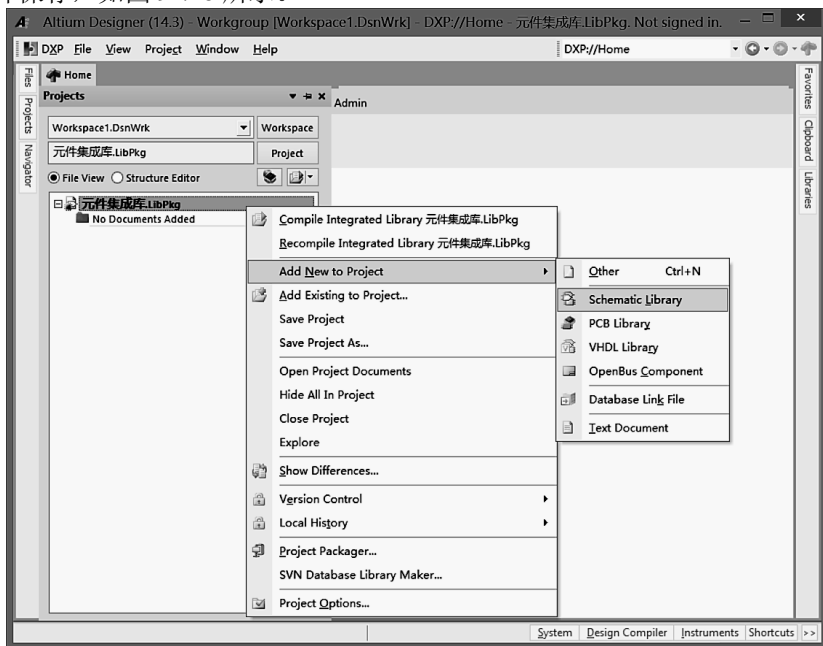 Altium Designer (14.3) - Workgroup [Workspace1.DsnWrk] - DXP://Home - 元件集成库.LibPkg. Not signed in.
DXP File View Project Window Help
DXP://Home
Files
Projects
Navigator
Home
Projects
Workspace1.DsnWrk
Workspace
元件集成库.LibPkg
Project
File View
Structure Editor
元件集成库.LibPkg
No Documents Added
Admin
Compile Integrated Library 元件集成库.LibPkg
Recompile Integrated Library 元件集成库.LibPkg
Add New to Project
Add Existing to Project...
Save Project
Save Project As...
Open Project Documents
Hide All In Project
Close Project
Explore
Show Differences...
Version Control
Local History
Project Packager...
SVN Database Library Maker...
Project Options...
Other Ctrl+N
Schematic Library
PCB Library
VHDL Library
OpenBus Component
Database Link File
Text Document
Favorites
Clipboard
Libraries
System Design Compiler Instruments Shortcuts >>